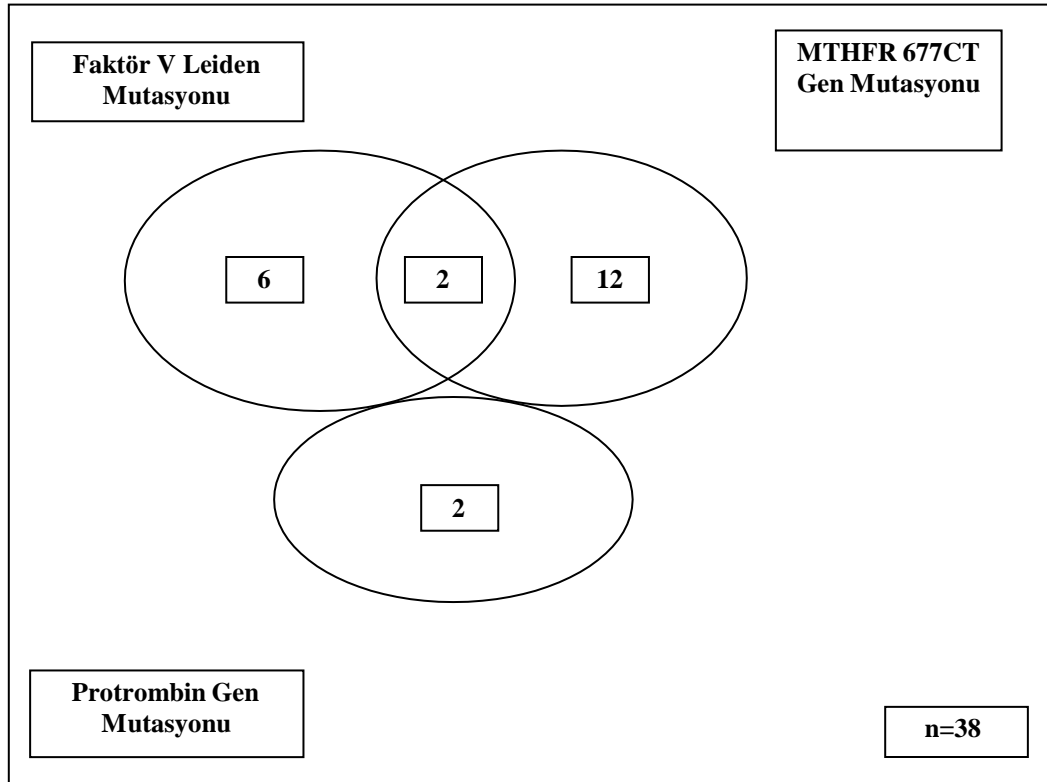 Faktör V Leiden
Mutasyonu
MTHFR 677CT
Gen Mutasyonu
6
2
12
2
Protrombin Gen
Mutasyonu
n=38